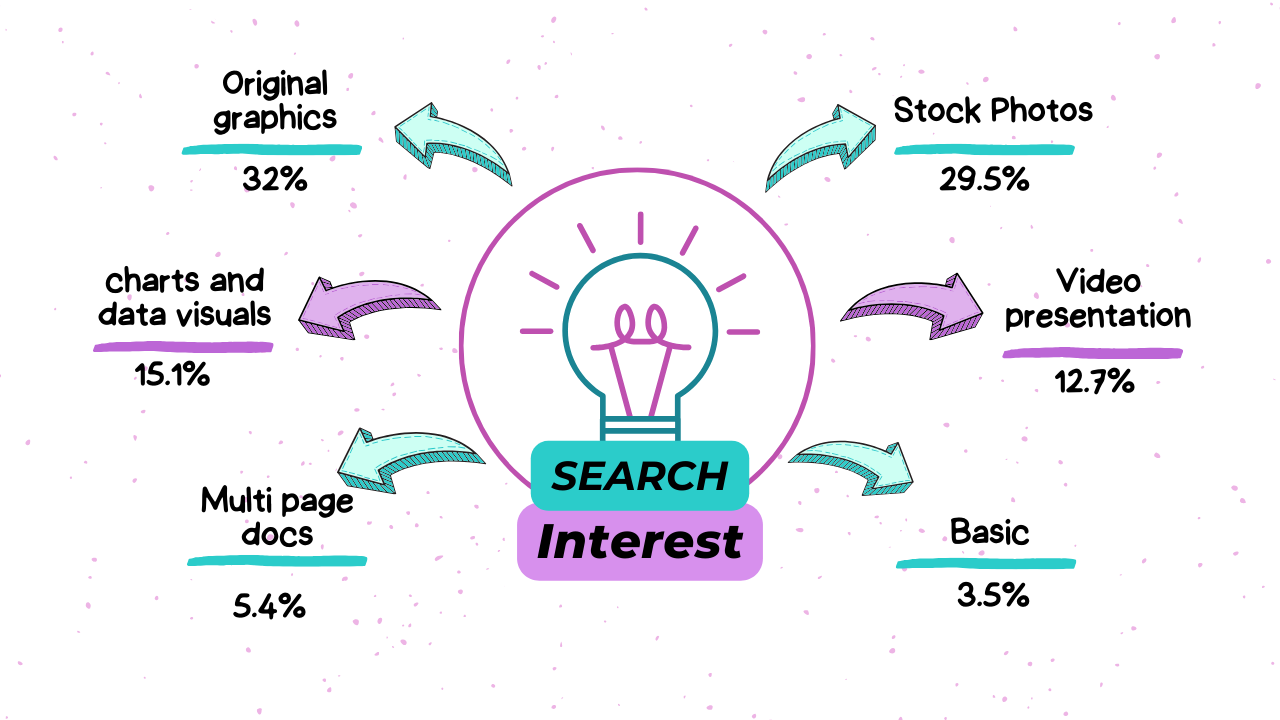 Original
graphics
32%
Stock Photos
29.5%
charts and
data visuals
15.1%
Video
presentation
12.7%
Multi page
docs
5.4%
Basic
3.5%
SEARCH
Interest